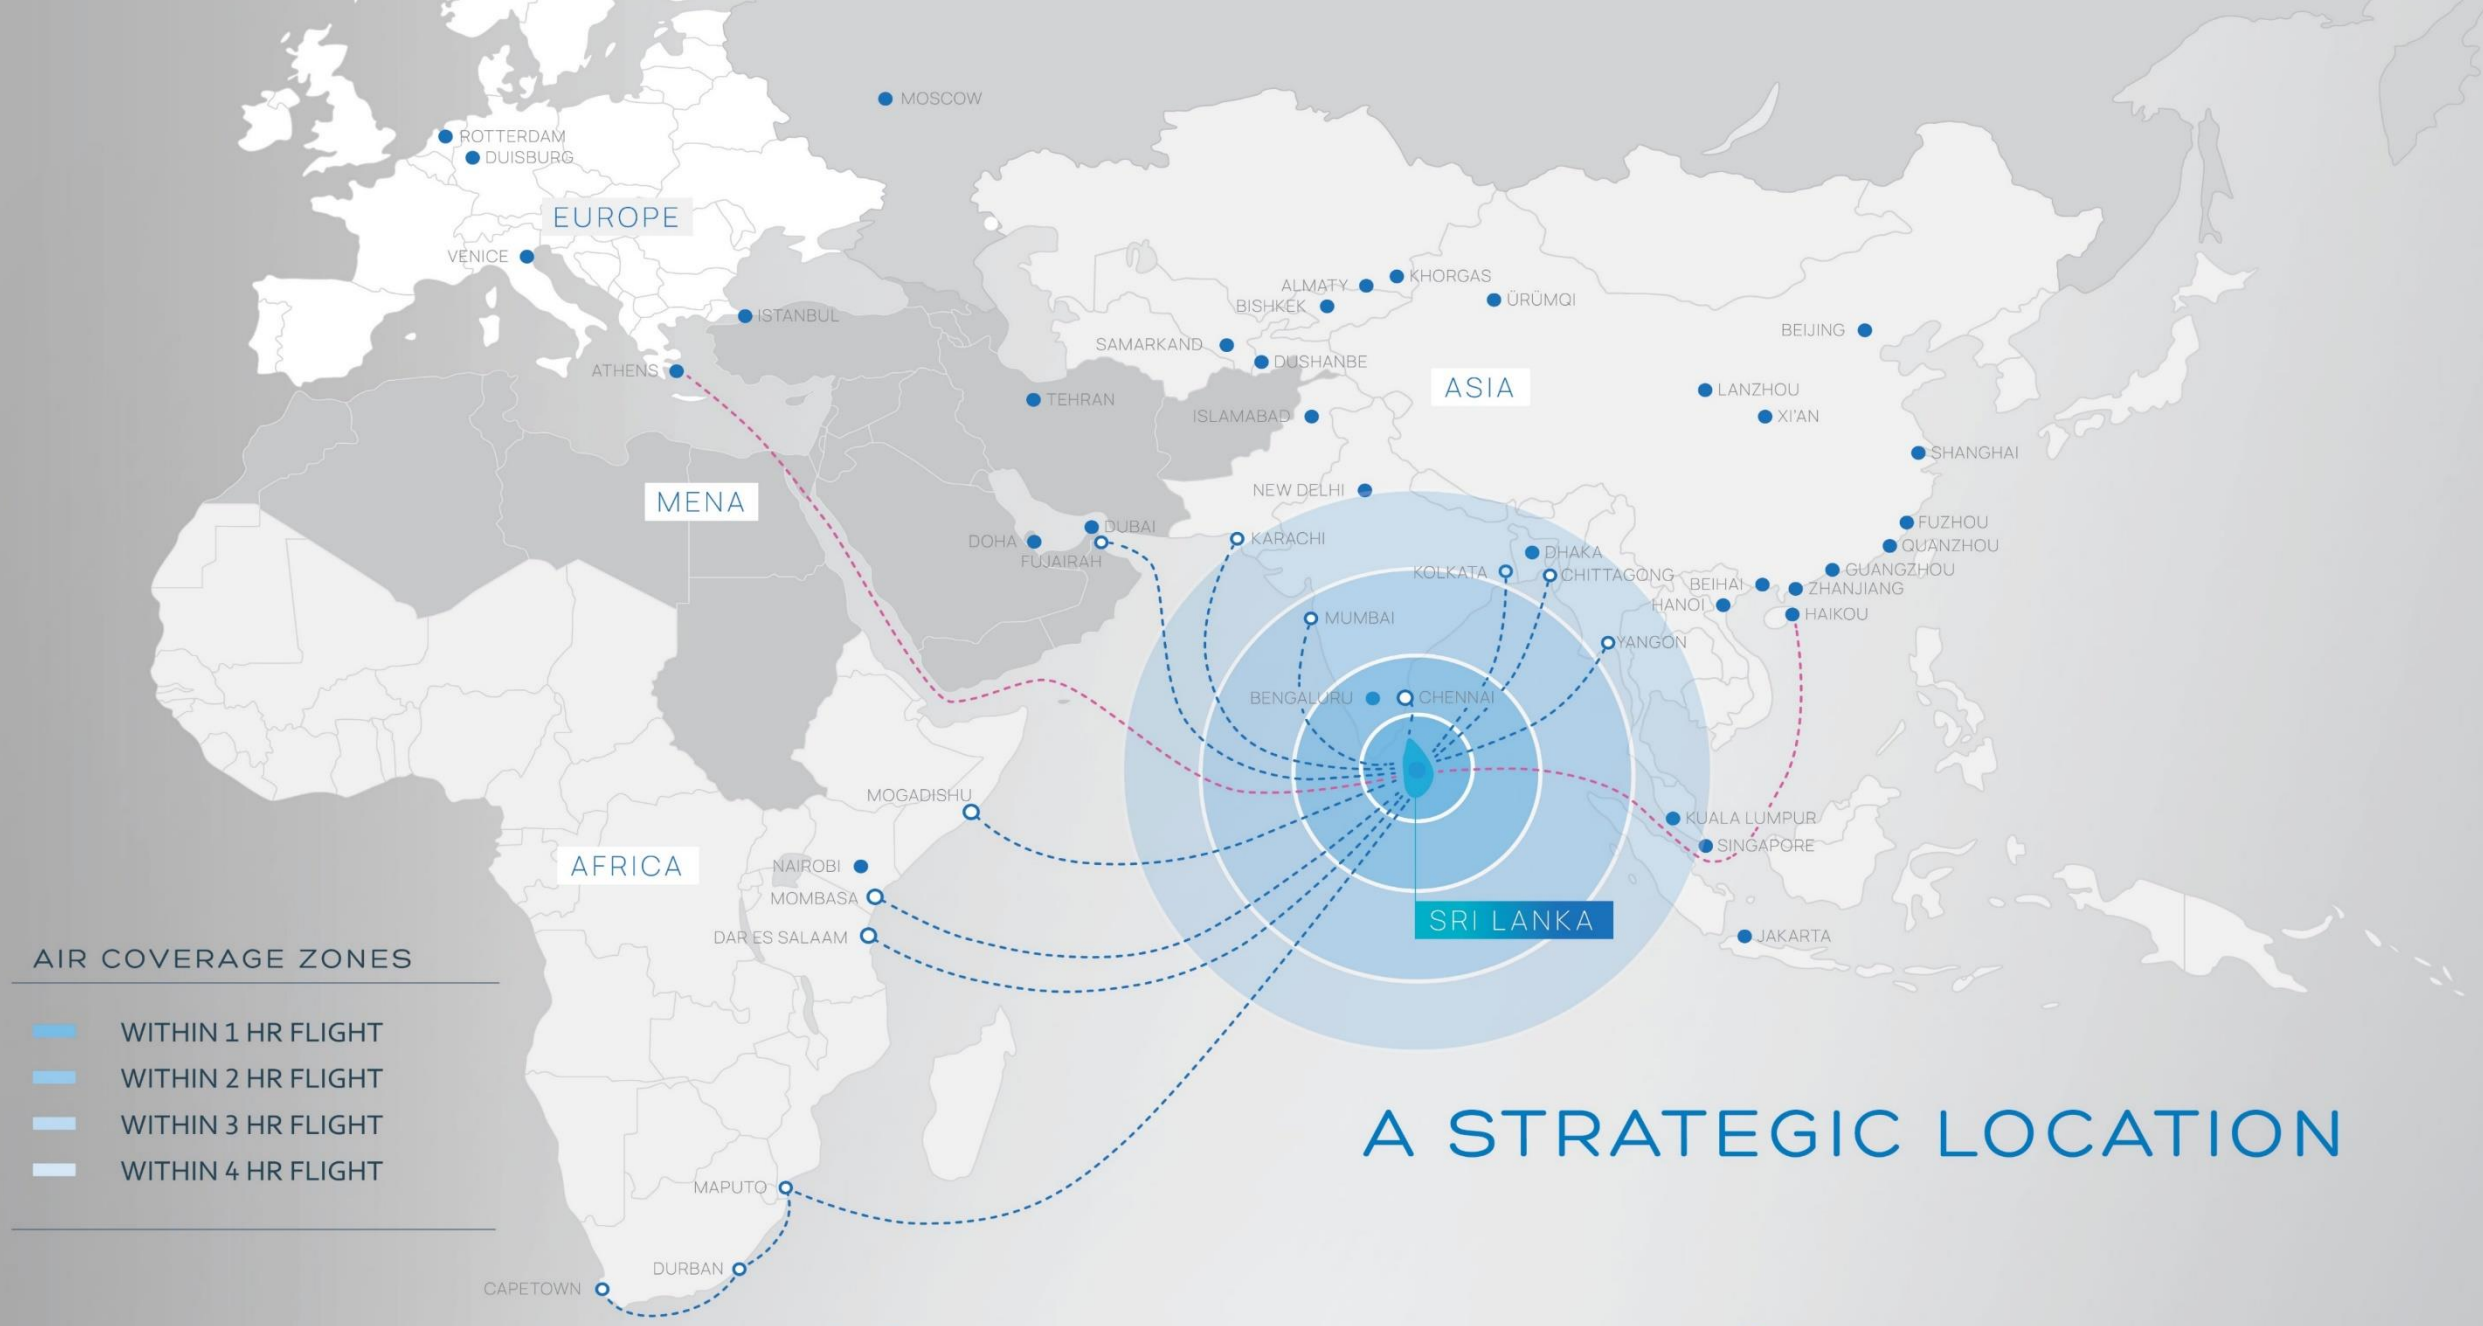 MOSCOW
ROTTERDAM
DUISBURG
EUROPE
VENICE
ISTANBUL
ATHENS
ALMATY
KHORGAS
BISHKEK
ÜRÜMQI
SAMARKAND
DUSHANBE
BEIJING
ASIA
LANZHOU
TEHRAN
ISLAMABAD
XI'AN
SHANGHAI
MENA
NEW DELHI
DUBAI
DOHA
FUJAIRAH
KARACHI
DHAKA
KOLKATA
CHITTAGONG
FUZHOU
QUANZHOU
GUANGZHOU
BEIHAI
ZHANJIANG
HANOI
HAIKOU
MUMBAI
YANGON
BENGALURU
CHENNAI
MOGADISHU
KUALA LUMPUR
SINGAPORE
AFRICA
NAIROBI
MOMBASA
DAR ES SALAAM
SRI LANKA
JAKARTA
AIR COVERAGE ZONES
WITHIN 1 HR FLIGHT
WITHIN 2 HR FLIGHT
WITHIN 3 HR FLIGHT
WITHIN 4 HR FLIGHT
A STRATEGIC LOCATION
MAPUTO
DURBAN
CAPETOWN